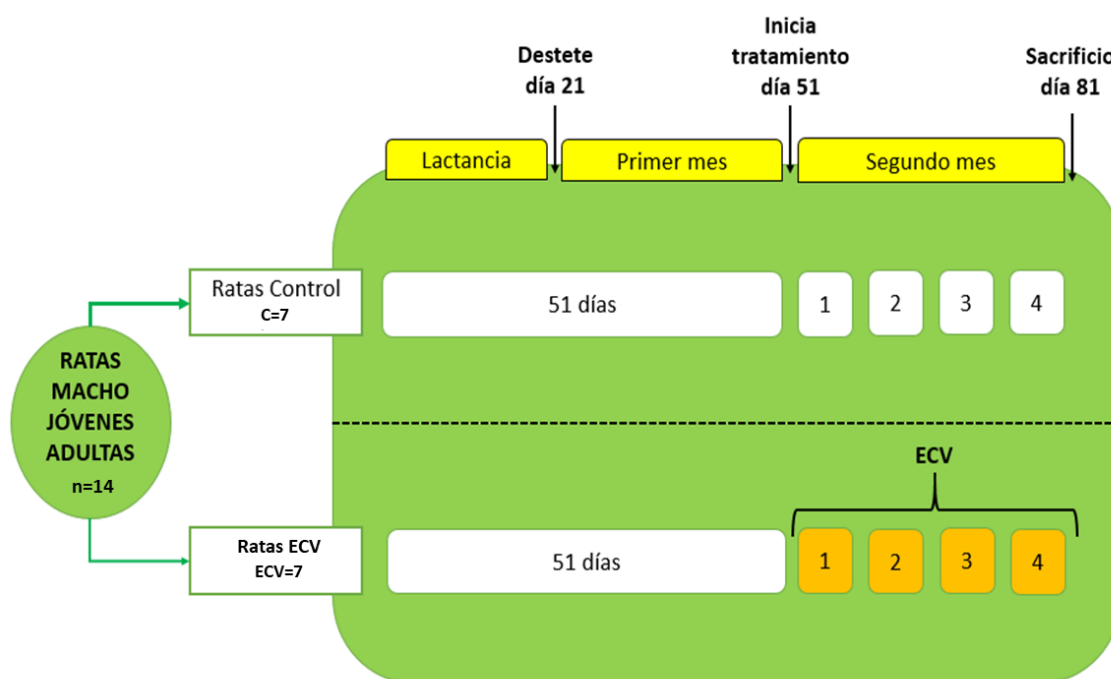 Inicia
Destete
tratamiento
Sacrificio
día 21
día 51
día 81
Lactancia
Primer mes
Segundo mes
Ratas Control
C=7
51 días
1
2
3
4
RATAS
MACHO
JÓVENES
ADULTAS
n=14
ECV
Ratas ECV
ECV=7
51 días
1
2
3
4